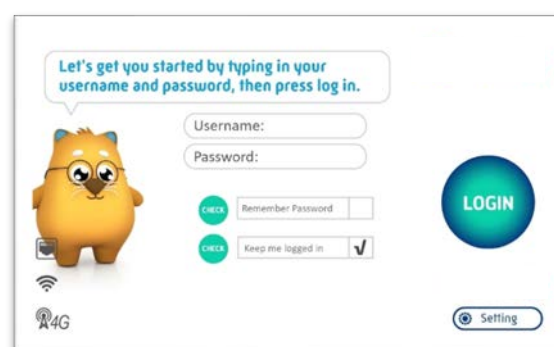 Let's get you started by typing in your
username and password, then press log in.
Username:
Password:
CHECK Remember Password
CHECK Keep me logged in
LOGIN
4G
Setting